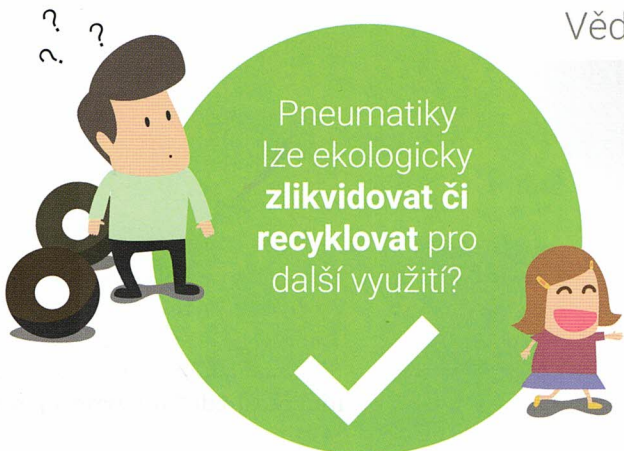 ? ? ?
Pneumatiky
lze ekologicky
zlikvidovat či
recyklovat pro
další využití?